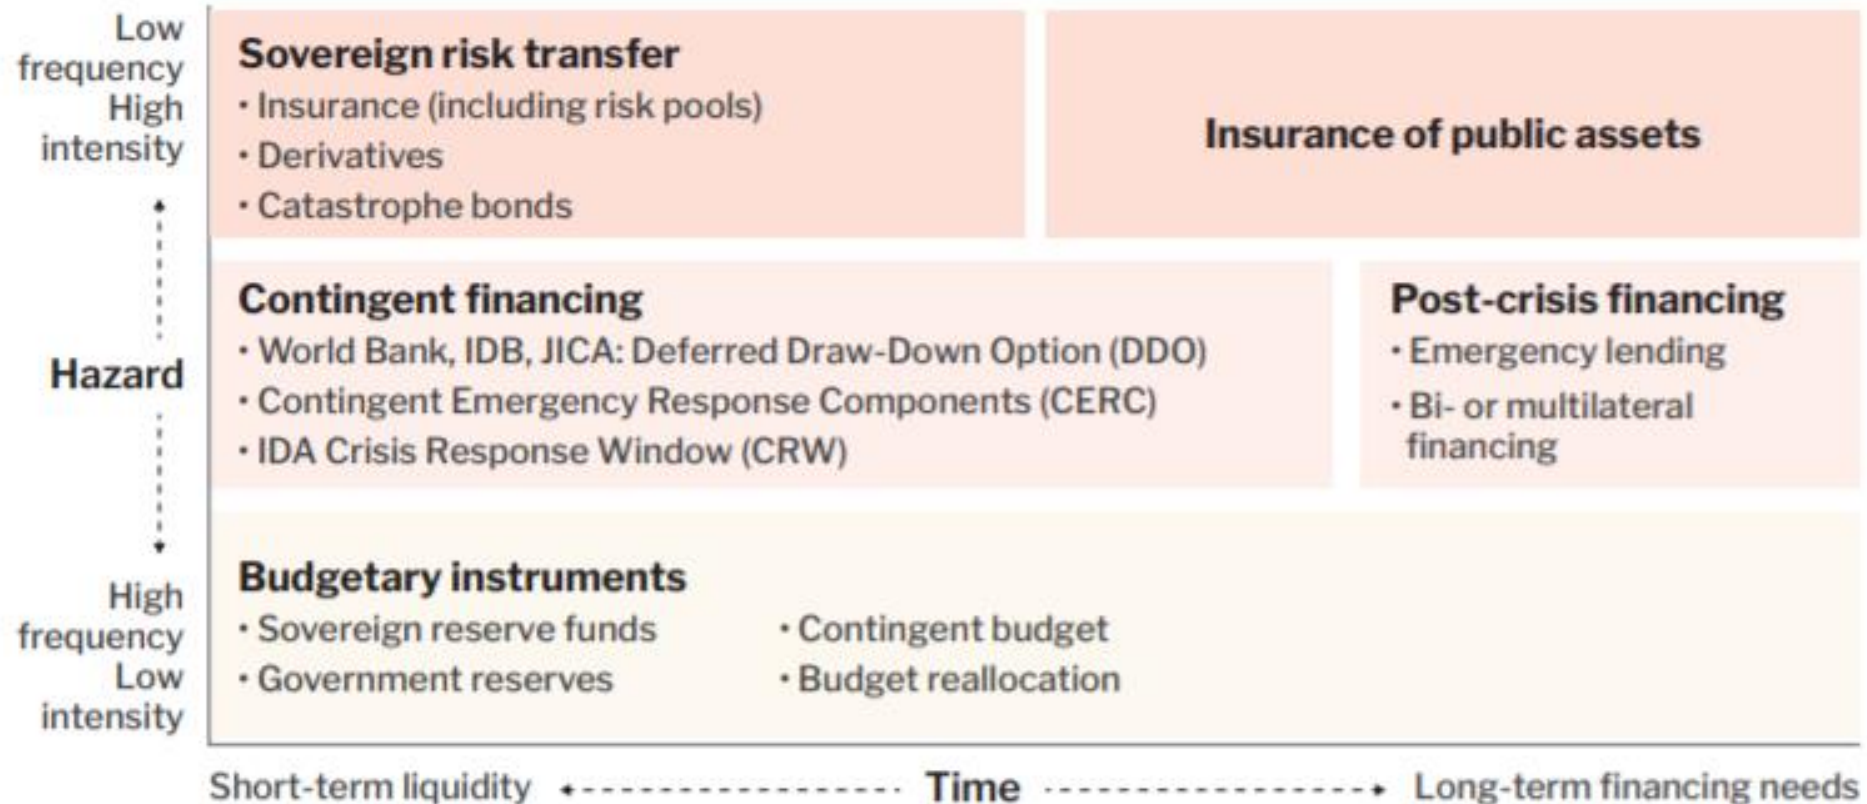 Low
frequency
High
intensity
Sovereign risk transfer
• Insurance (including risk pools)
• Derivatives
• Catastrophe bonds
Insurance of public assets
Hazard
Contingent financing
• World Bank, IDB, JICA: Deferred Draw-Down Option (DDO)
• Contingent Emergency Response Components (CERC)
• IDA Crisis Response Window (CRW)
Post-crisis financing
• Emergency lending
• Bi- or multilateral
financing
High
frequency
Low
intensity
Budgetary instruments
• Sovereign reserve funds
• Government reserves
• Contingent budget
• Budget reallocation
Short-term liquidity
Time
Long-term financing needs